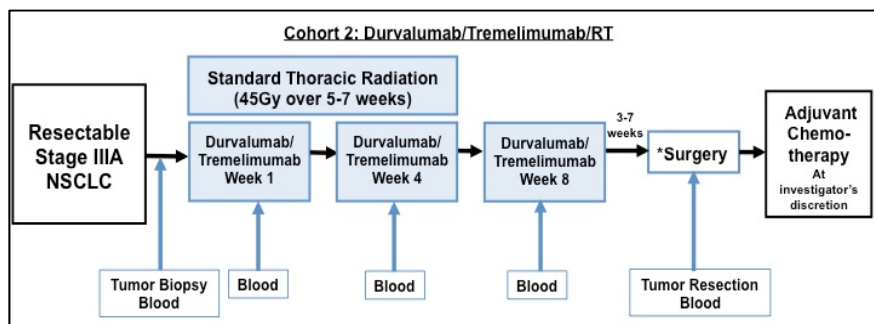 Cohort 2: Durvalumab/Tremelimumab/RT
Standard Thoracic Radiation
(45Gy over 5-7 weeks)
Resectable
Stage IIIA
NSCLC
Durvalumab/
Tremelimumab
Week 1
Durvalumab/
Tremelimumab
Week 4
Durvalumab/
Tremelimumab
Week 8
3-7
weeks
*Surgery
Adjuvant
Chemo-
therapy
At
investigator's
discretion
Tumor Biopsy
Blood
Blood
Blood
Blood
Tumor Resection
Blood